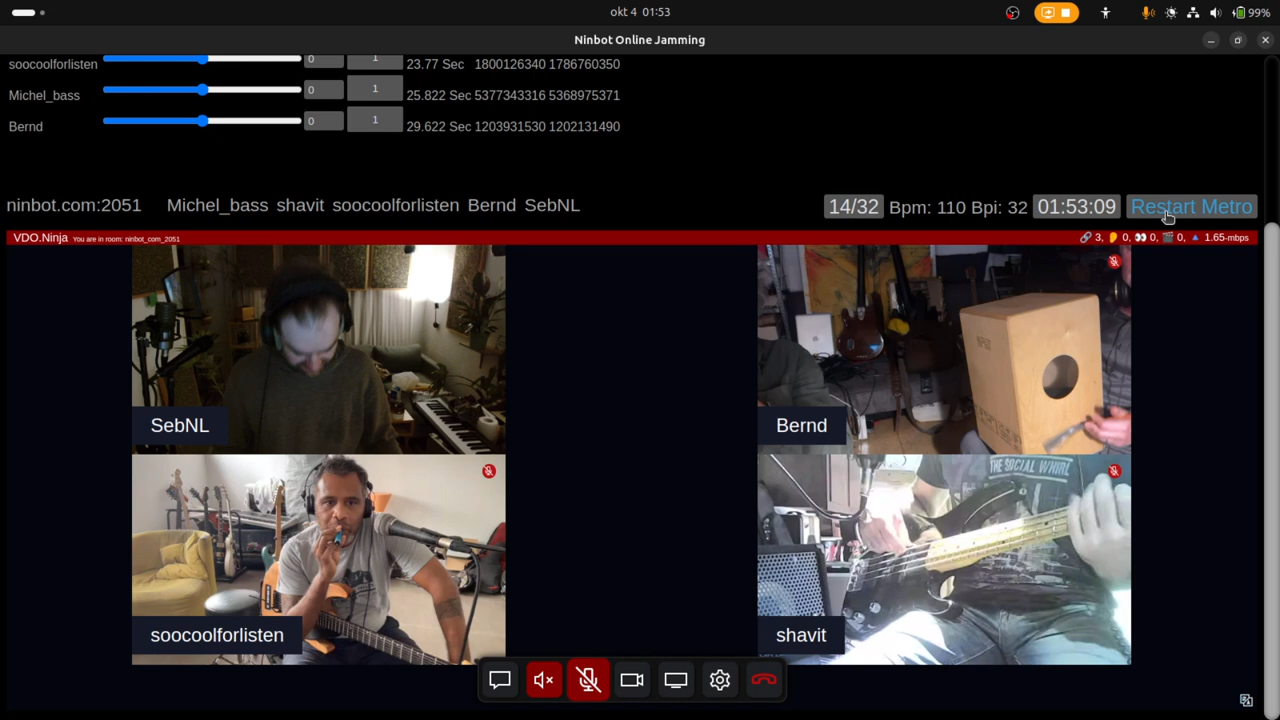 okt 4 01:53
99%
Ninbot Online Jamming
soocoolforlisten 0 1 23.77 Sec 1800126340 1786760350
Michel_bass 0 1 25.822 Sec 5377343316 5368975371
Bernd 0 1 29.622 Sec 1203931530 1202131490
ninbot.com:2051 Michel_bass shavit soocoolforlisten Bernd SebNL 14/32 Bpm: 110 Bpi: 32 01:53:09 Restart Metro
VDO.Ninja You are in room: ninbot_com_2051 3, 0, 0, 0, 1.65-mbps
SebNL
Bernd
THE SOCIAL WHIRL
soocoolforlisten
shavit